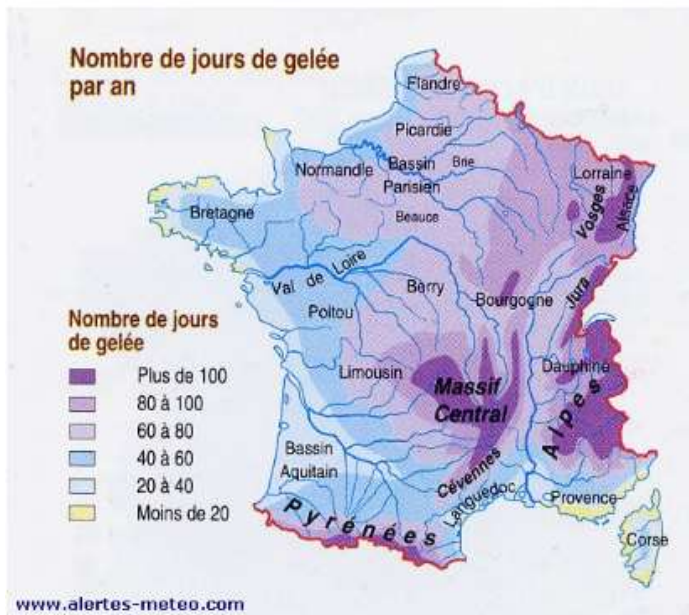 Nombre de jours de gelée
par an
Flandre
Picardie
Normandie
Bassin
Parisien
Brie
Lorraine
Vosges
Alsace
Bretagne
Beauce
Val de Loire
Berry
Bourgogne
Jura
Poitou
Nombre de jours
de gelée
Plus de 100
80 à 100
60 à 80
40 à 60
20 à 40
Moins de 20
Limousin
Massif
Central
Dauphiné
Alpes
Bassin
Aquitain
Cévennes
Languedoc
Provence
Pyrénées
Corse
www.alertes-meteo.com